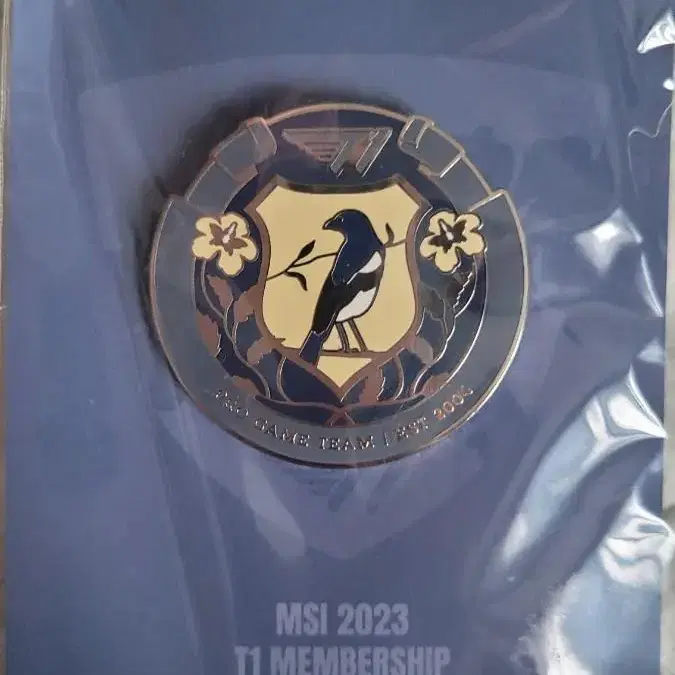 T1
PRO GAME TEAM | EST 2004
MSI 2023
T1 MEMBERSHIP